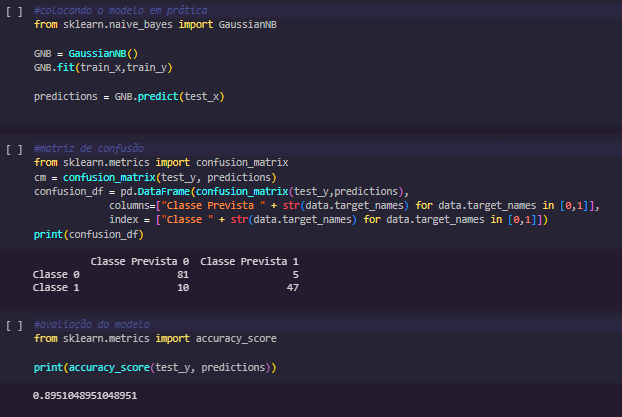 [ ] #colocando o modelo em prática
from sklearn.naive_bayes import GaussianNB
GNB = GaussianNB()
GNB.fit(train_x,train_y)
predictions = GNB.predict(test_x)
[ ] #matriz de confusão
from sklearn.metrics import confusion_matrix
cm = confusion_matrix(test_y, predictions)
confusion_df = pd.DataFrame(confusion_matrix(test_y,predictions),
columns=["Classe Prevista " + str(data.target_names) for data.target_names in [0,1]],
index = ["Classe " + str(data.target_names) for data.target_names in [0,1]])
print(confusion_df)
Classe Prevista 0 Classe Prevista 1
Classe 0 81 5
Classe 1 10 47
[ ] #avaliação do modelo
from sklearn.metrics import accuracy_score
print(accuracy_score(test_y, predictions))
0.8951048951048951